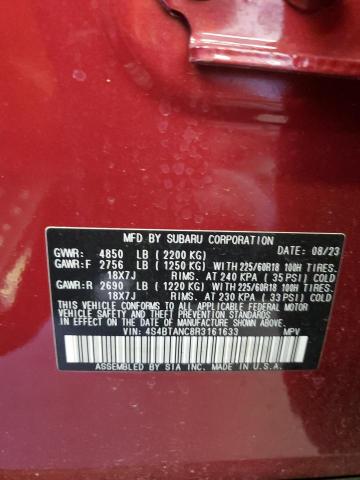 MFD BY SUBARU CORPORATION DATE: 08/23
GVWR: 4850 LB ( 2200 KG)
GAWR:F 2756 LB ( 1250 KG) WITH 225/60R18 100H TIRES.
18X7J RIMS. AT 240 KPA ( 35 PSI) COLD
GAWR:R 2690 LB ( 1220 KG) WITH 225/60R18 100H TIRES.
18X7J RIMS. AT 230 KPA ( 33 PSI) COLD
THIS VEHICLE CONFORMS TO ALL APPLICABLE FEDERAL MOTOR
VEHICLE SAFETY AND THEFT PREVENTION STANDARDS
IN EFFECT ON THE DATE OF MANUFACTURE SHOWN ABOVE.
VIN: 4S4BTANC8R3161633 MPV
ASSEMBLED BY SIA INC. MADE IN U.S.A.